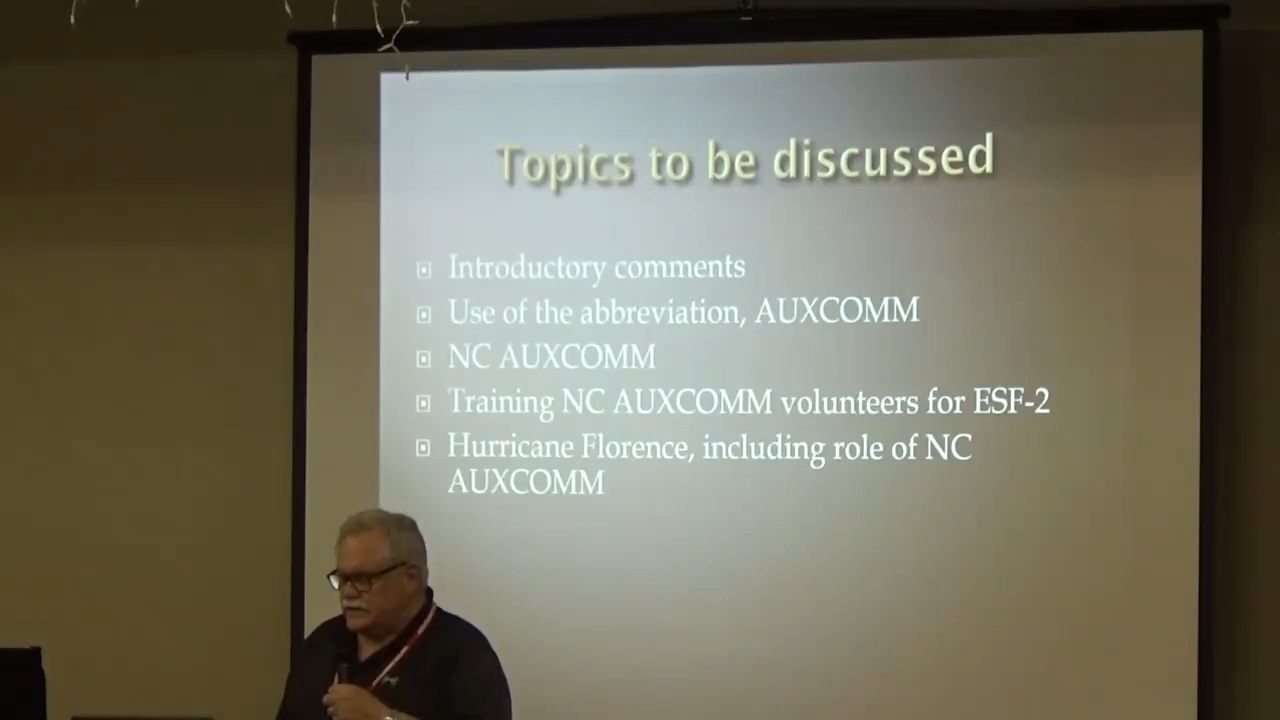 Topics to be discussed
Introductory comments
Use of the abbreviation, AUXCOMM
NC AUXCOMM
Training NC AUXCOMM volunteers for ESF-2
Hurricane Florence, including role of NC
AUXCOMM